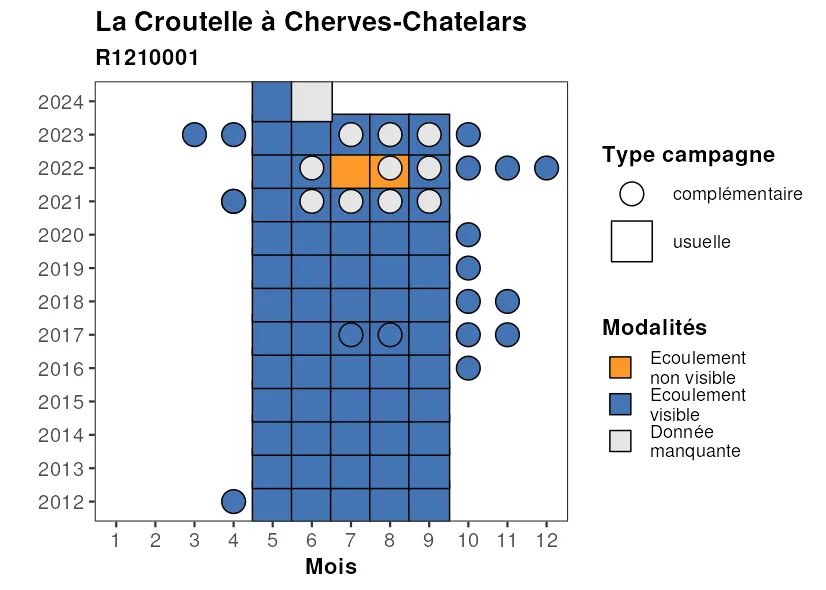 La Croutelle à Cherves-Chatelars
R1210001
2024
2023
2022
2021
2020
2019
2018
2017
2016
2015
2014
2013
2012
1 2 3 4 5 6 7 8 9 10 11 12
Mois
Type campagne
complémentaire
usuelle
Modalités
Ecoulement
non visible
Ecoulement
visible
Donnée
manquante